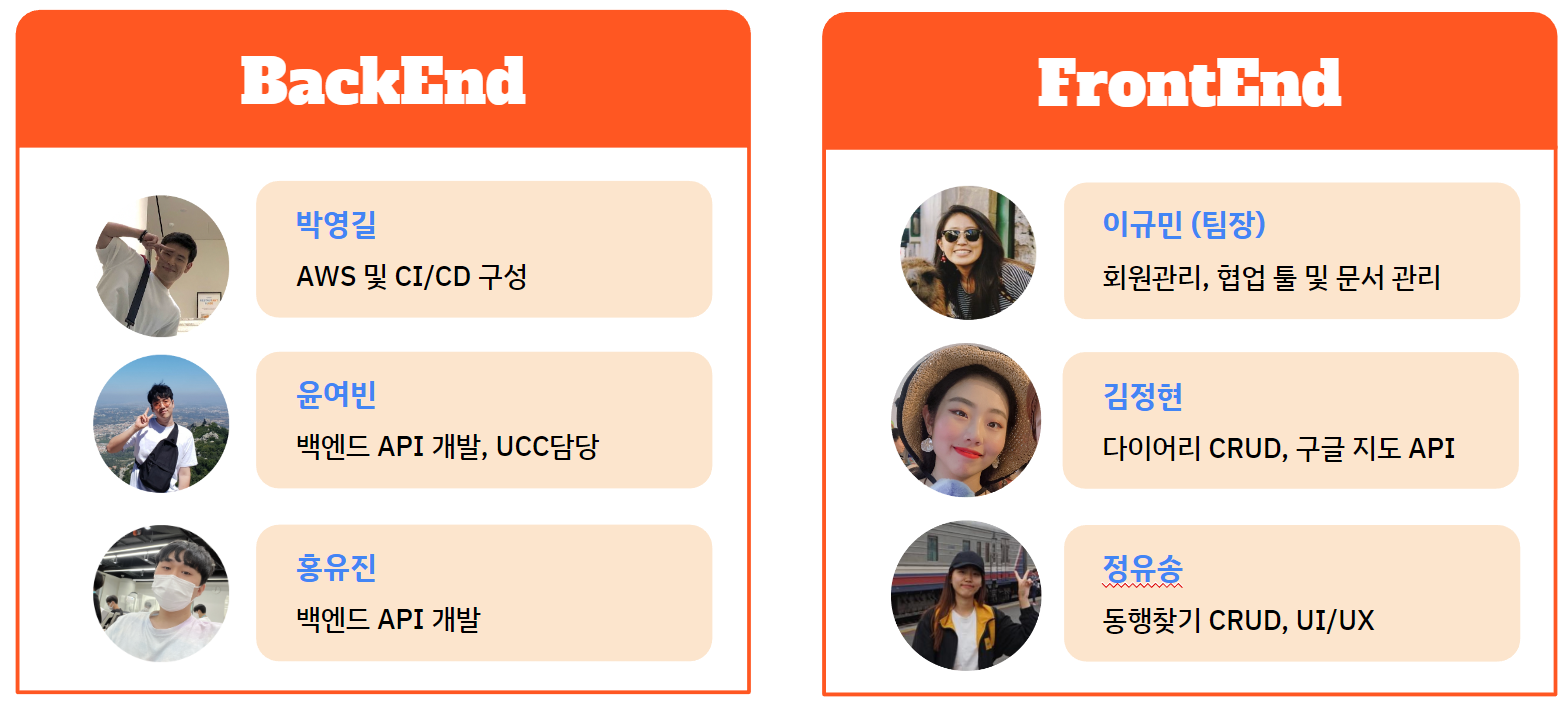 BackEnd
박영길
AWS 및 CI/CD 구성
윤여빈
백엔드 API 개발, UCC담당
홍유진
백엔드 API 개발
FrontEnd
이규민 (팀장)
회원관리, 협업 툴 및 문서 관리
김정현
다이어리 CRUD, 구글 지도 API
정유송
동행찾기 CRUD, UI/UX